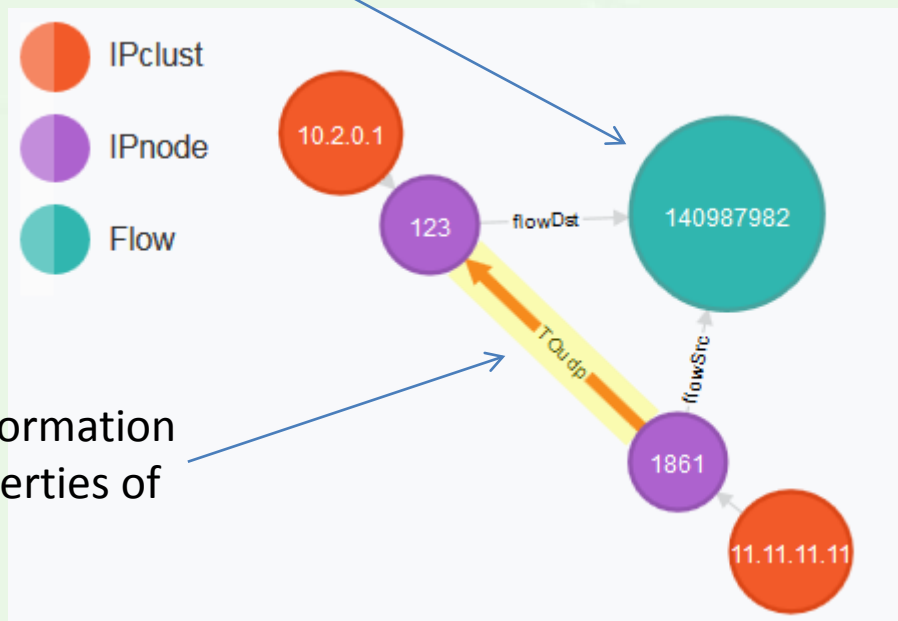 IPclust
IPnode
Flow
10.2.0.1
123
flowDst
140987982
TOudp
flowSrc
1861
11.11.11.11
ormation
erties of